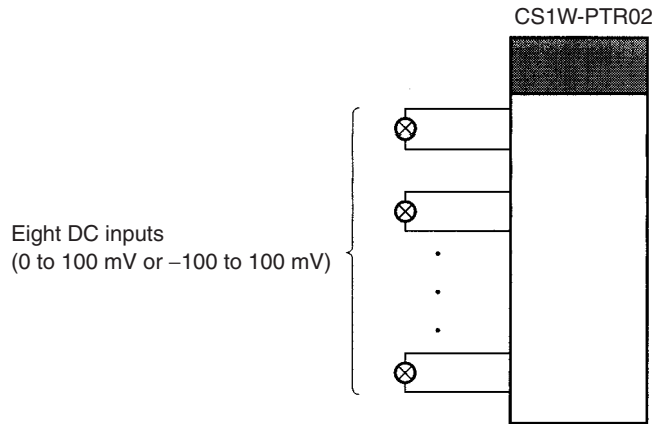 CS1W-PTR02
Eight DC inputs
(0 to 100 mV or –100 to 100 mV)